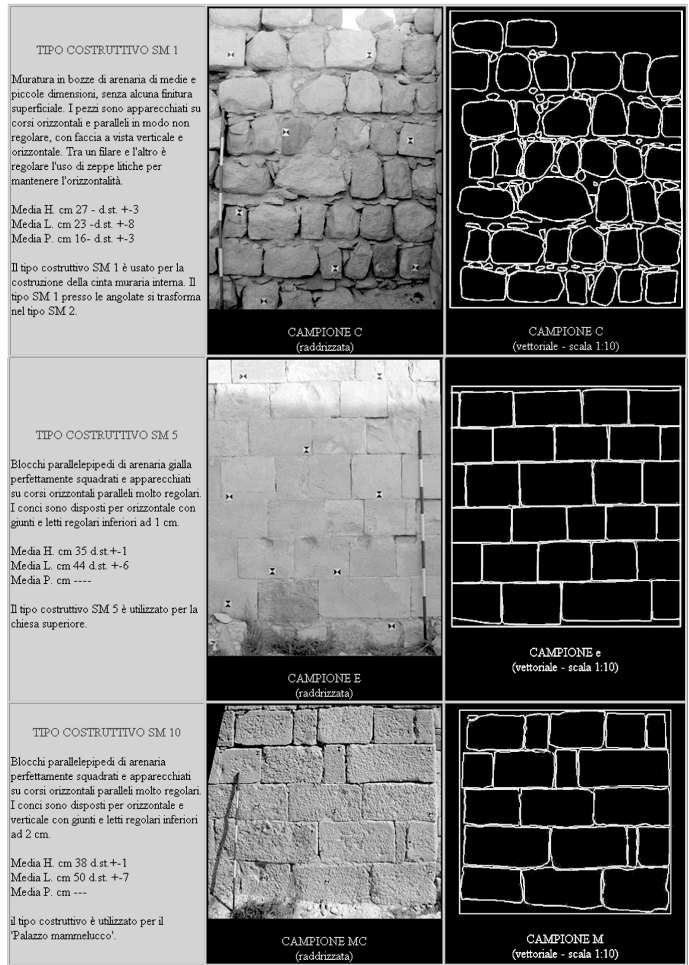 TIPO COSTRUTTIVO SM 1
Muratura in bozze di arenaria di medie e
piccole dimensioni, senza alcuna finitura
superficiale. I pezzi sono apparecchiati su
corsi orizzontali e paralleli in modo non
regolare, con faccia a vista verticale e
orizzontale. Tra un filare e l'altro è
regolare l'uso di zeppe litiche per
mantenere l'orizzontalità.
Media H. cm 27 - d.st. +-3
Media L. cm 23 -d.st. +-8
Media P. cm 16- d.st. +-3
Il tipo costruttivo SM 1 è usato per la
costruzione della cinta muraria interna. Il
tipo SM 1 presso le angolate si trasforma
nel tipo SM 2.
CAMPIONE C
(raddrizzata)
CAMPIONE C
(vettoriale - scala 1:10)
TIPO COSTRUTTIVO SM 5
Blocchi parallelepipedi di arenaria gialla
perfettamente squadrati e apparecchiati
su corsi orizzontali paralleli molto regolari.
I conci sono disposti per orizzontale con
giunti e letti regolari inferiori ad 1 cm.
Media H. cm 35 d.st.+-1
Media L. cm 44 d.st. +-6
Media P. cm ----
Il tipo costruttivo SM 5 è utilizzato per la
chiesa superiore.
CAMPIONE E
(raddrizzata)
CAMPIONE e
(vettoriale - scala 1:10)
TIPO COSTRUTTIVO SM 10
Blocchi parallelepipedi di arenaria
perfettamente squadrati e apparecchiati
su corsi orizzontali paralleli molto regolari.
I conci sono disposti per orizzontale e
verticale con giunti e letti regolari inferiori
ad 2 cm.
Media H. cm 38 d.st.+-1
Media L. cm 50 d.st. +-7
Media P. cm ---
il tipo costruttivo è utilizzato per il
'Palazzo mammelucco'.
CAMPIONE MC
(raddrizzata)
CAMPIONE M
(vettoriale - scala 1:10)